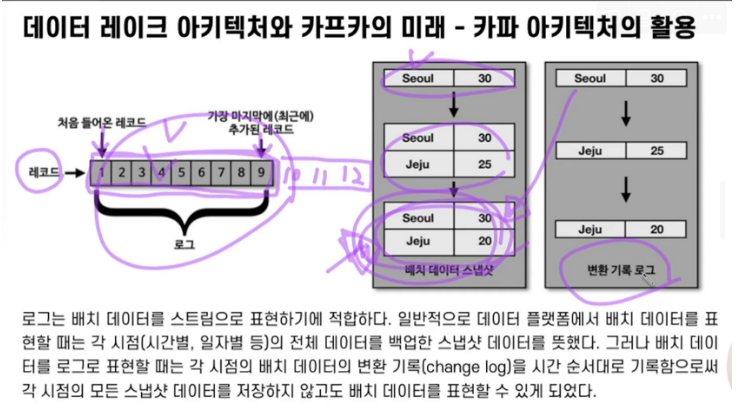 데이터 레이크 아키텍처와 카프카의 미래 - 카파 아키텍처의 활용
처음 들어온 레코드
가장 마지막에(최근에)
추가된 레코드
레코드
1 2 3 4 5 6 7 8 9 10 11 12
로그
Seoul 30
Seoul 30
Jeju 25
Seoul 30
Jeju 20
배치 데이터 스냅샷
Seoul 30
Jeju 25
Jeju 20
변환 기록 로그
로그는 배치 데이터를 스트림으로 표현하기에 적합하다. 일반적으로 데이터 플랫폼에서 배치 데이터를 표
현할 때는 각 시점(시간별, 일자별 등)의 전체 데이터를 백업한 스냅샷 데이터를 뜻했다. 그러나 배치 데이
터를 로그로 표현할 때는 각 시점의 배치 데이터의 변환 기록(change log)을 시간 순서대로 기록함으로써
각 시점의 모든 스냅샷 데이터를 저장하지 않고도 배치 데이터를 표현할 수 있게 되었다.